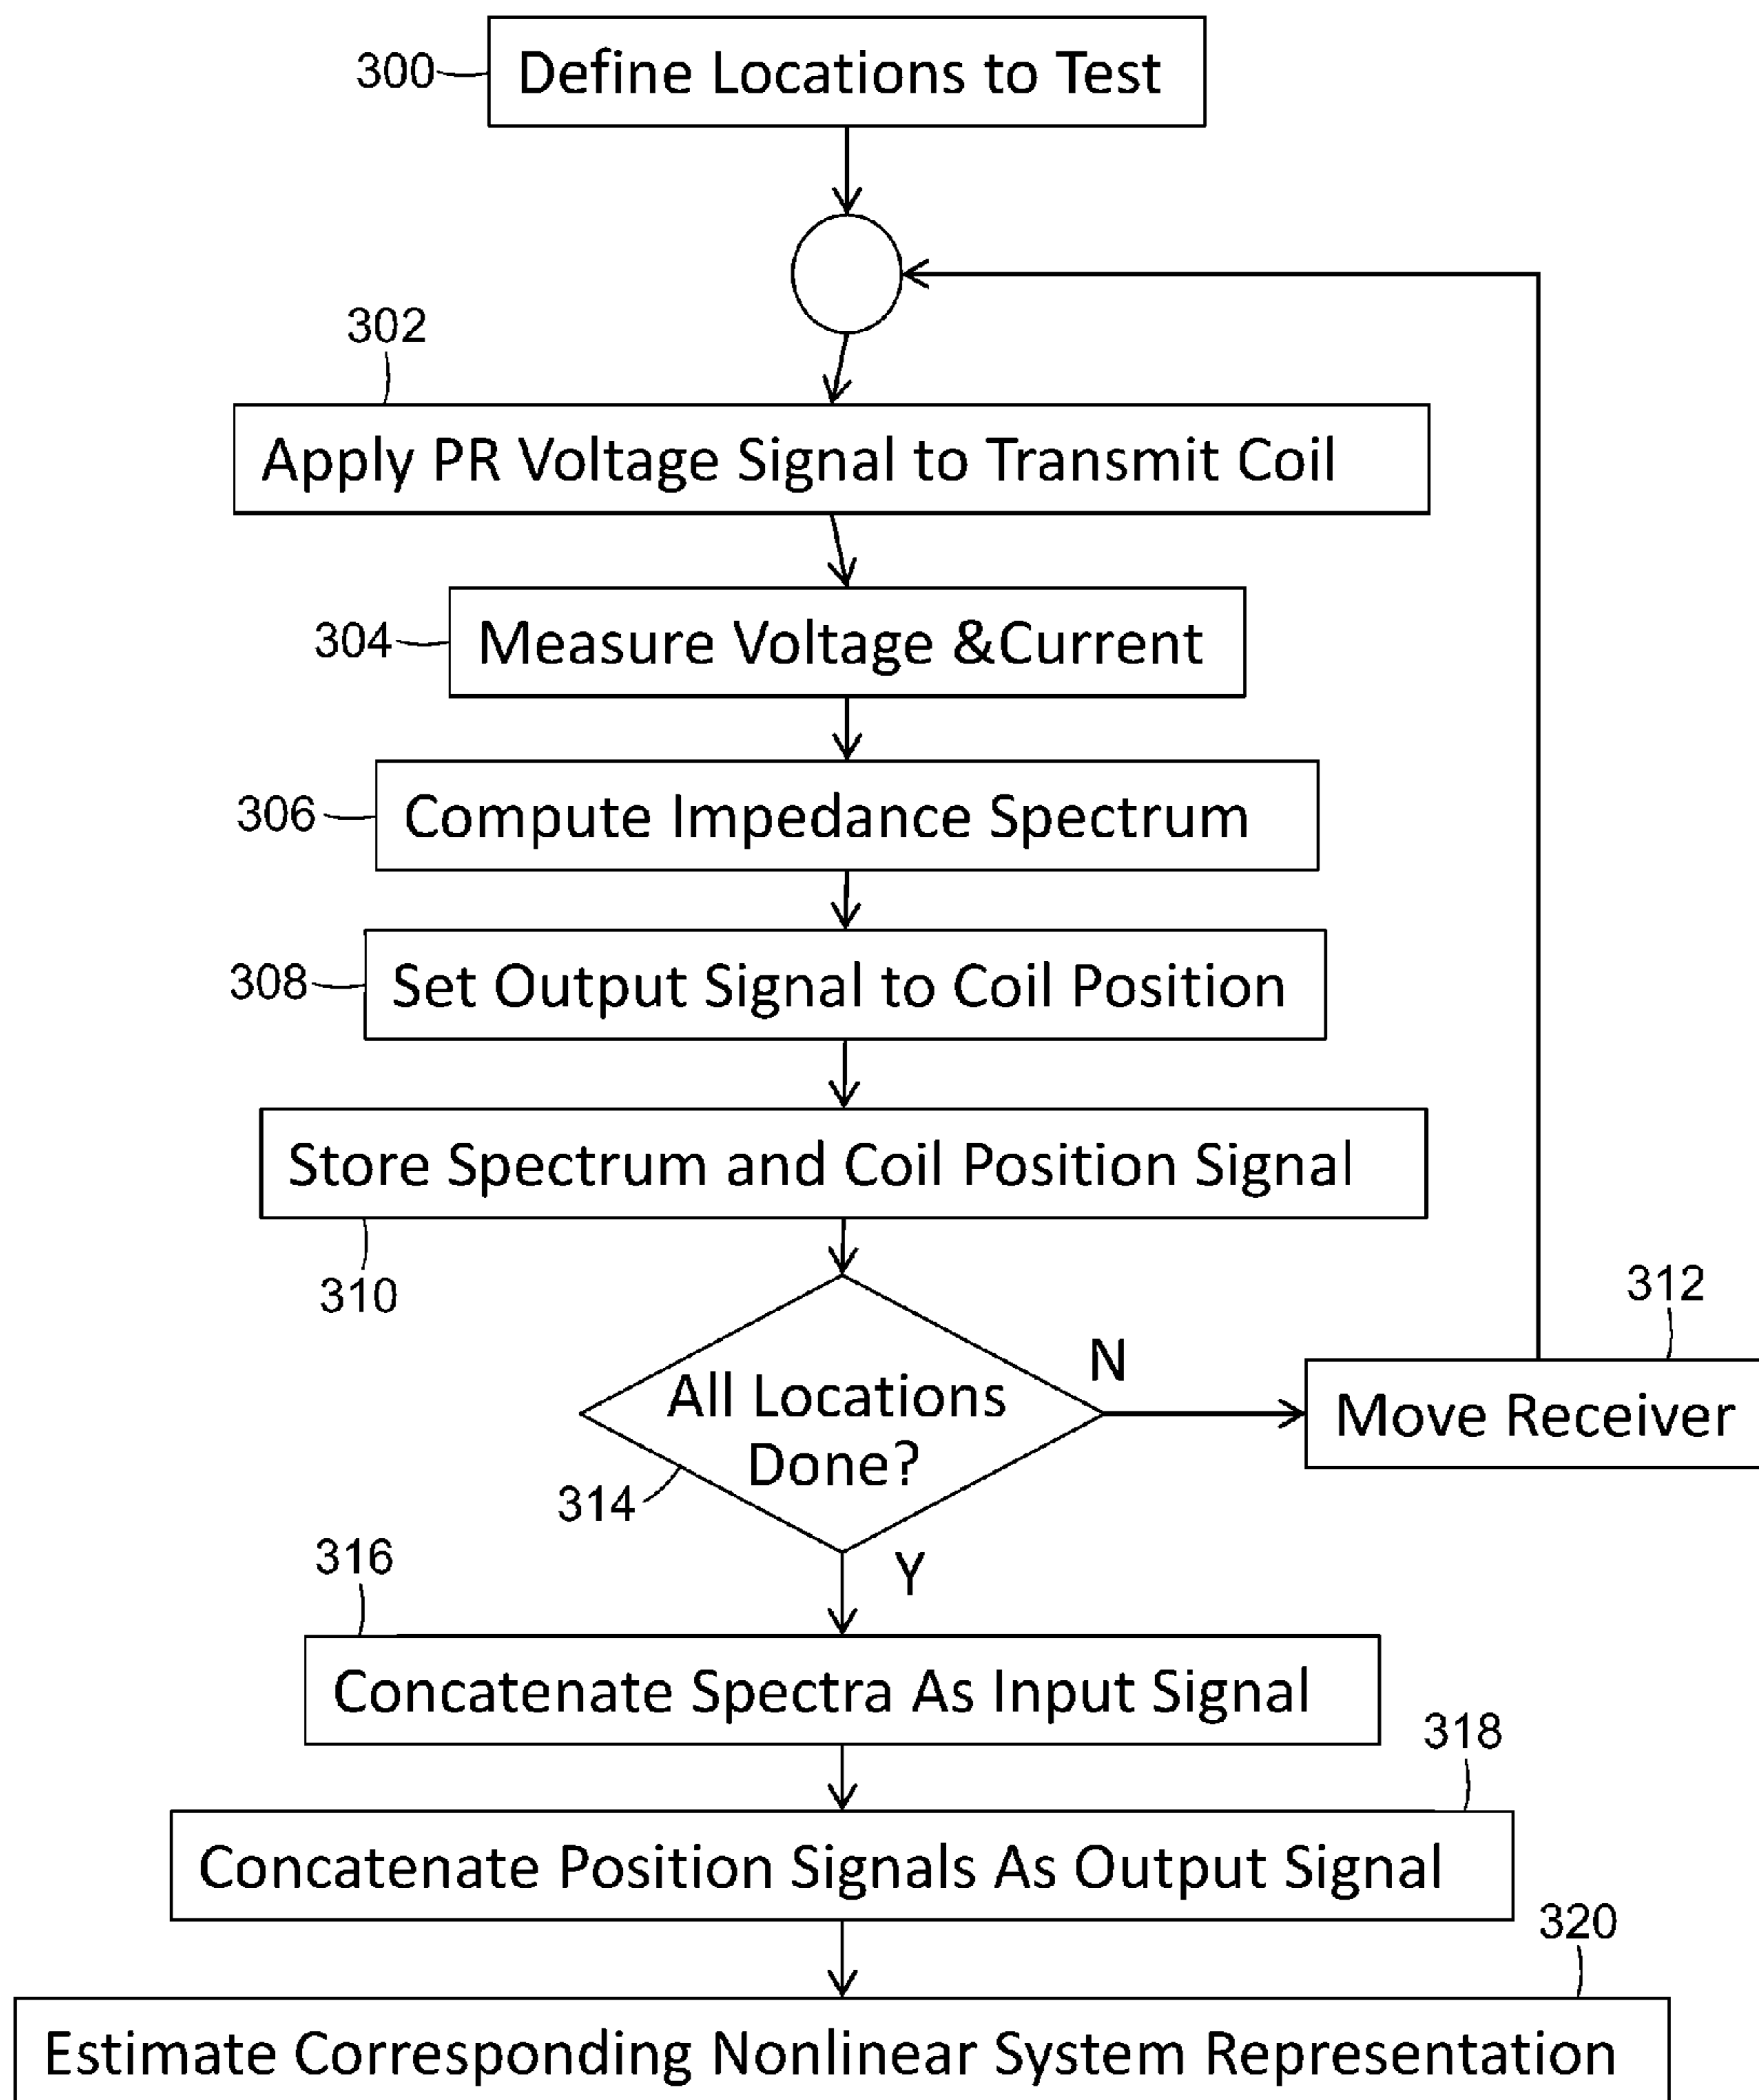 300
Define Locations to Test
302
Apply PR Voltage Signal to Transmit Coil
304
Measure Voltage &Current
306
Compute Impedance Spectrum
308
Set Output Signal to Coil Position
Store Spectrum and Coil Position Signal
310
312
N
All Locations
Done?
Move Receiver
314
316
Y
Concatenate Spectra As Input Signal
318
Concatenate Position Signals As Output Signal
320
Estimate Corresponding Nonlinear System Representation